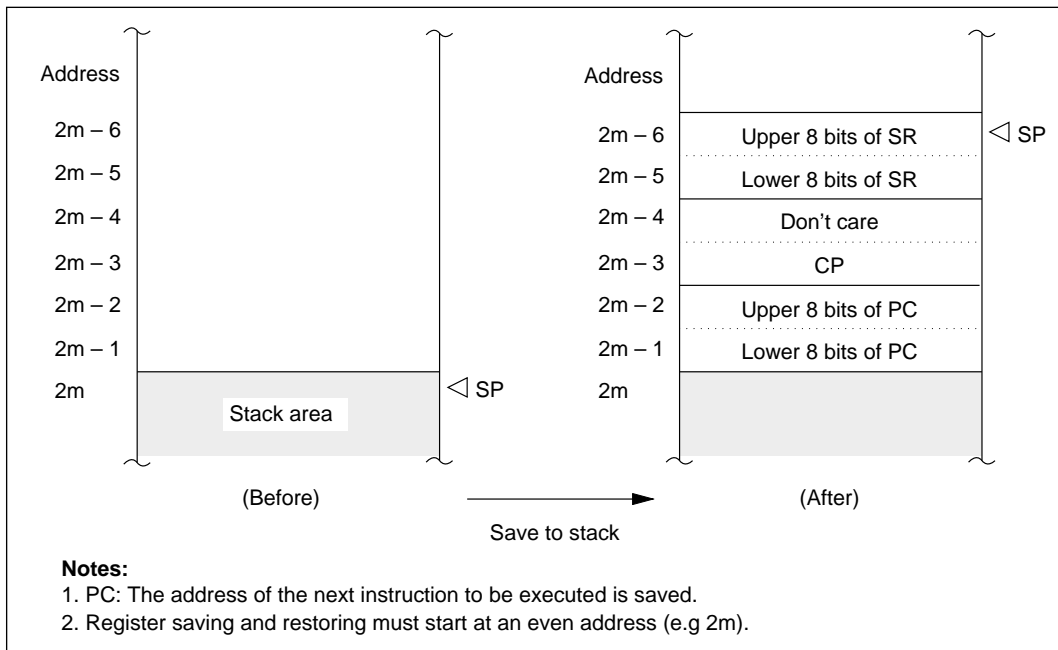 Address
2m – 6
2m – 5
2m – 4
2m – 3
2m – 2
2m – 1
2m
Stack area
SP
(Before)
Save to stack
Address
2m – 6
2m – 5
2m – 4
2m – 3
2m – 2
2m – 1
2m
Upper 8 bits of SR
Lower 8 bits of SR
Don't care
CP
Upper 8 bits of PC
Lower 8 bits of PC
SP
(After)
Notes:
1. PC: The address of the next instruction to be executed is saved.
2. Register saving and restoring must start at an even address (e.g 2m).